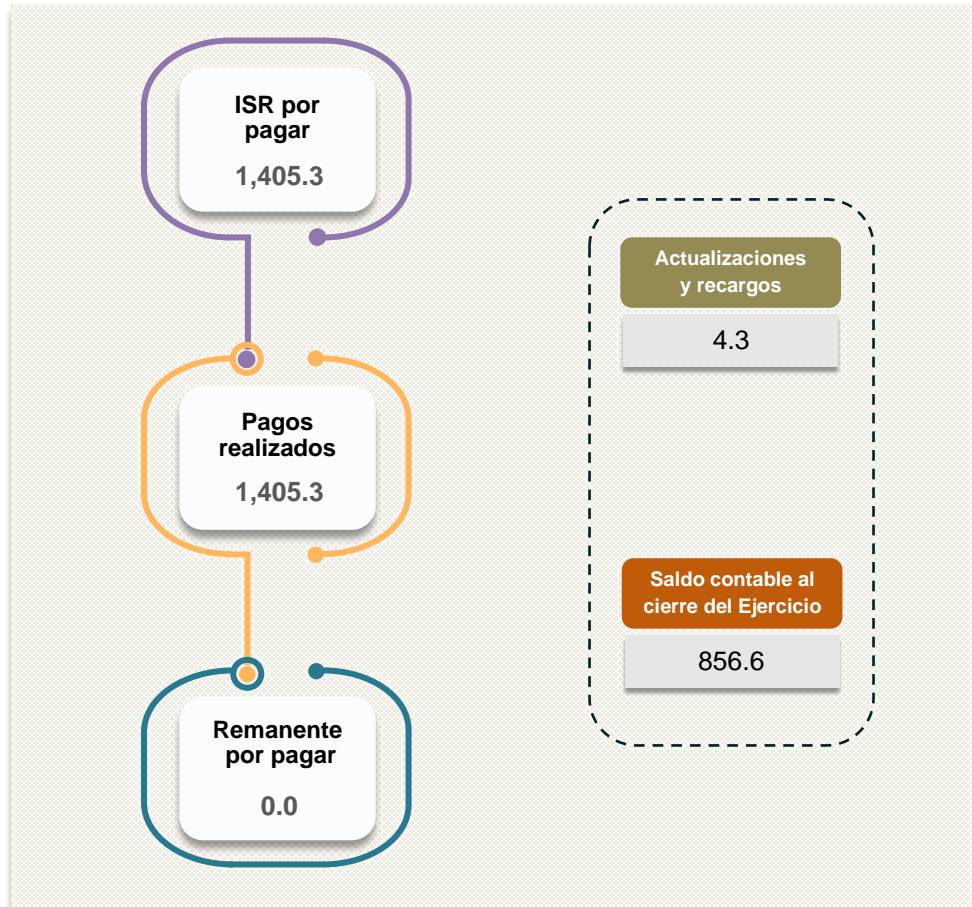 ISR por
pagar
1,405.3
Pagos
realizados
1,405.3
Remanente
por pagar
0.0
Actualizaciones
y recargos
4.3
Saldo contable al
cierre del Ejercicio
856.6